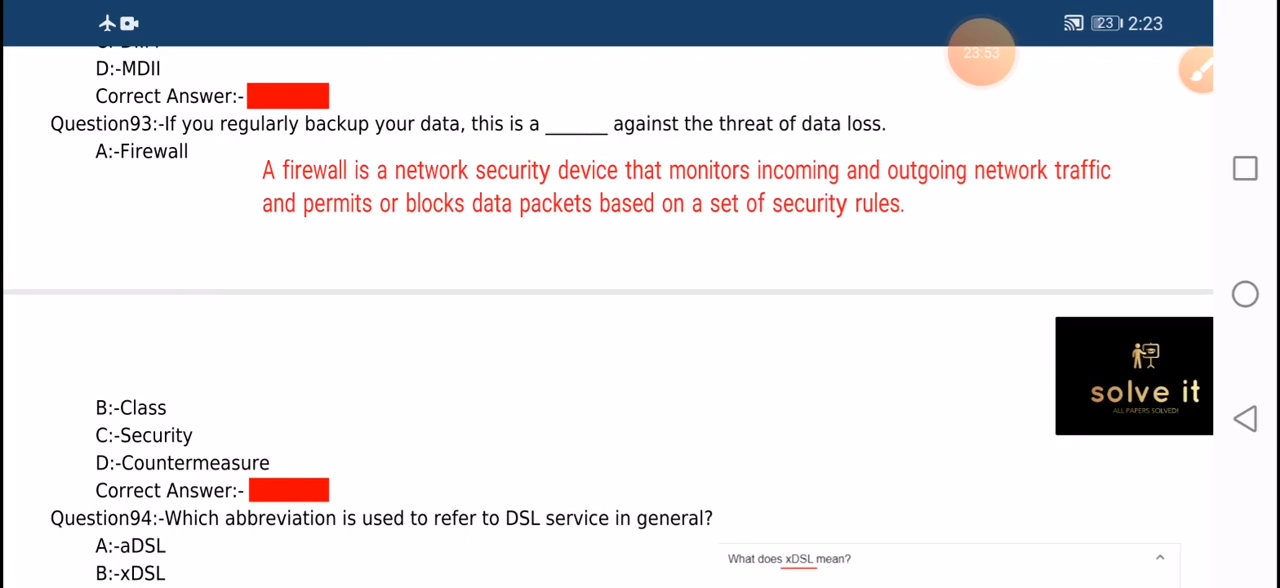 23 2:23
23:53
D:-MDII
Correct Answer:-
Question93:-If you regularly backup your data, this is a ______ against the threat of data loss.
A:-Firewall
A firewall is a network security device that monitors incoming and outgoing network traffic
and permits or blocks data packets based on a set of security rules.
solve it
ALL PAPERS SOLVED!
B:-Class
C:-Security
D:-Countermeasure
Correct Answer:-
Question94:-Which abbreviation is used to refer to DSL service in general?
A:-aDSL
What does xDSL mean?
B:-xDSL